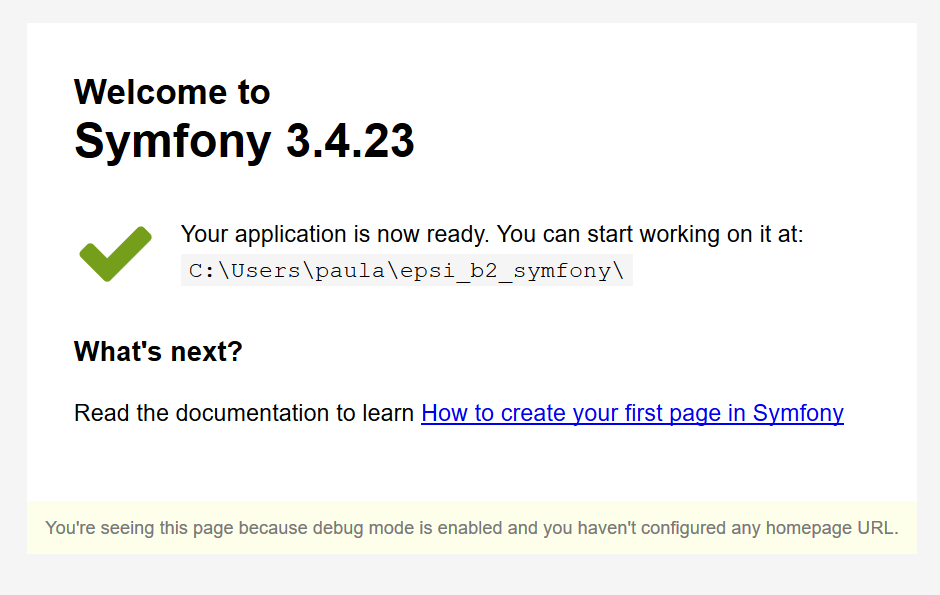 Welcome to
Symfony 3.4.23
Your application is now ready. You can start working on it at:
C:\Users\paula\epsi_b2_symfony\
What's next?
Read the documentation to learn How to create your first page in Symfony
You're seeing this page because debug mode is enabled and you haven't configured any homepage URL.